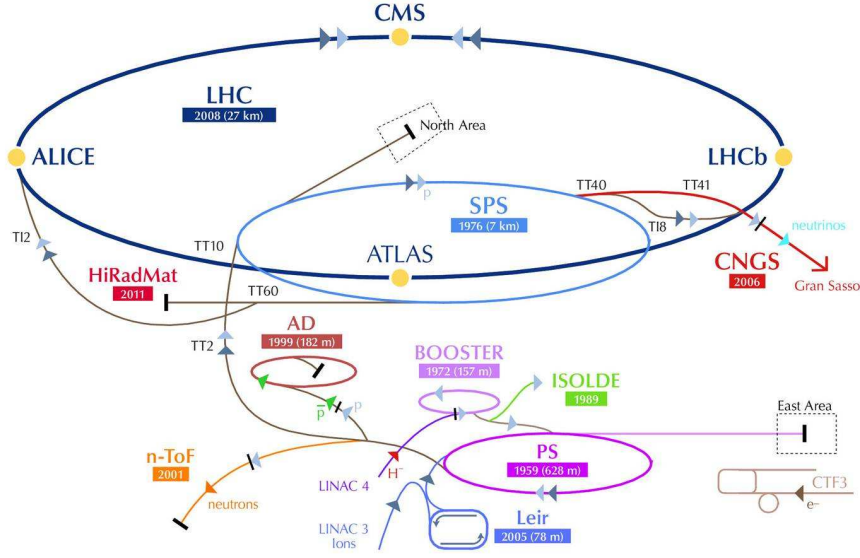 CMS
LHC
2008 (27 km)
North Area
ALICE
LHCb
TT40
TT41
SPS
1976 (7 km)
p
TI8
neutrinos
TI2
TT10
ATLAS
CNGS
2006
Gran Sasso
HiRadMat
2011
TT60
AD
1999 (182 m)
TT2
BOOSTER
1972 (157 m)
ISOLDE
1989
p̅
p
East Area
n-ToF
2001
PS
1959 (628 m)
H⁻
LINAC 4
neutrons
CTF3
e–
LINAC 3
Ions
Leir
2005 (78 m)